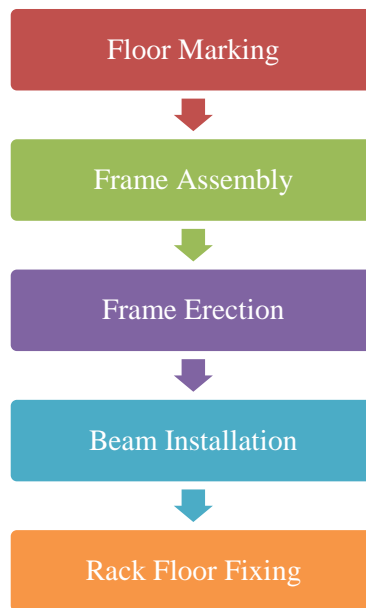 Floor Marking
Frame Assembly
Frame Erection
Beam Installation
Rack Floor Fixing